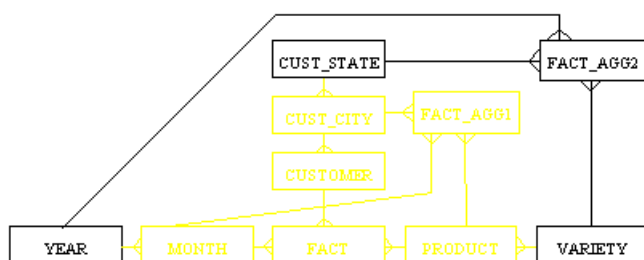 CUST_STATE
FACT_AGG2
CUST_CITY
FACT_AGG1
CUSTOMER
YEAR
MONTH
FACT
PRODUCT
VARIETY